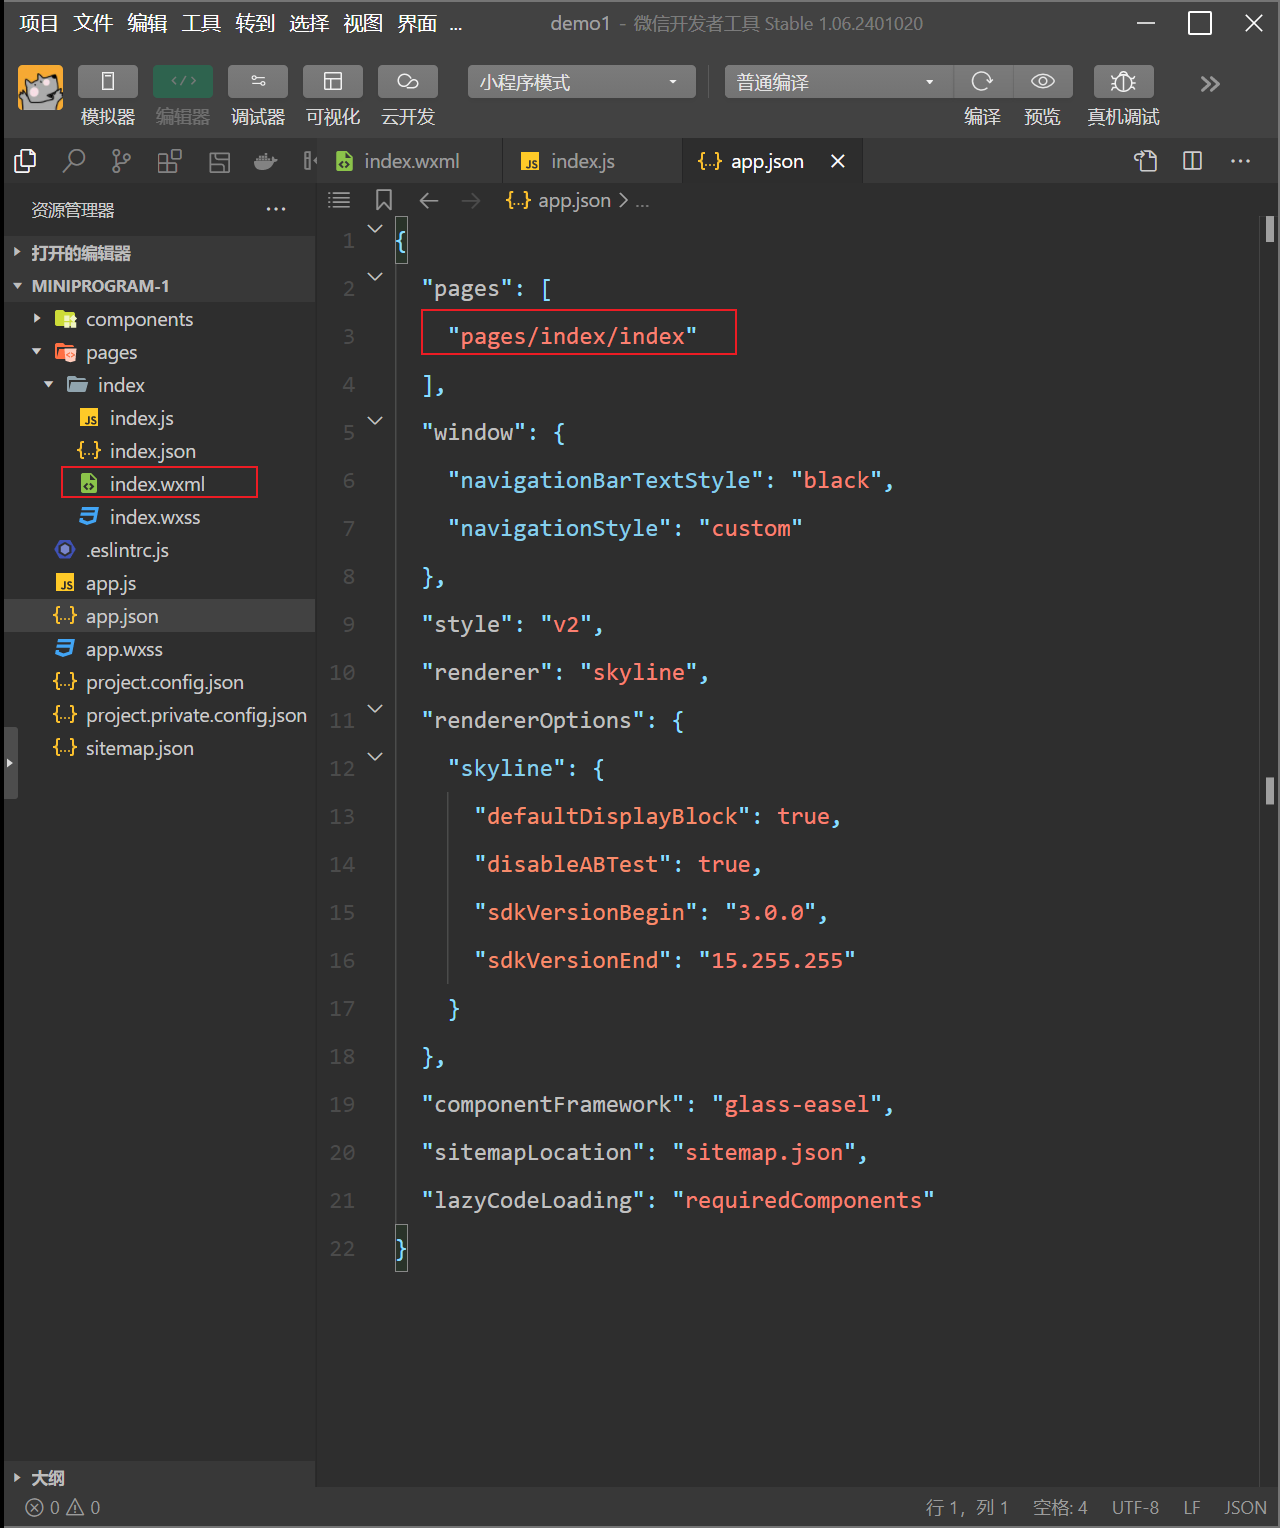 项目 文件 编辑 工具 转到 选择 视图 界面 ... demo1 - 微信开发者工具 Stable 1.06.2401020
小程序模式 普通编译
模拟器 编辑器 调试器 可视化 云开发 编译 预览 真机调试
index.wxml index.js app.json
资源管理器
app.json > ...
打开的编辑器
MINIPROGRAM-1
components
pages
index
index.js
index.json
index.wxml
index.wxss
.eslintrc.js
app.js
app.json
app.wxss
project.config.json
project.private.config.json
sitemap.json
1 {
2 "pages": [
3 "pages/index/index"
4 ],
5 "window": {
6 "navigationBarTextStyle": "black",
7 "navigationStyle": "custom"
8 },
9 "style": "v2",
10 "renderer": "skyline",
11 "rendererOptions": {
12 "skyline": {
13 "defaultDisplayBlock": true,
14 "disableABTest": true,
15 "sdkVersionBegin": "3.0.0",
16 "sdkVersionEnd": "15.255.255"
17 }
18 },
19 "componentFramework": "glass-easel",
20 "sitemapLocation": "sitemap.json",
21 "lazyCodeLoading": "requiredComponents"
22 }
大纲
0 0 行 1，列 1 空格: 4 UTF-8 LF JSON